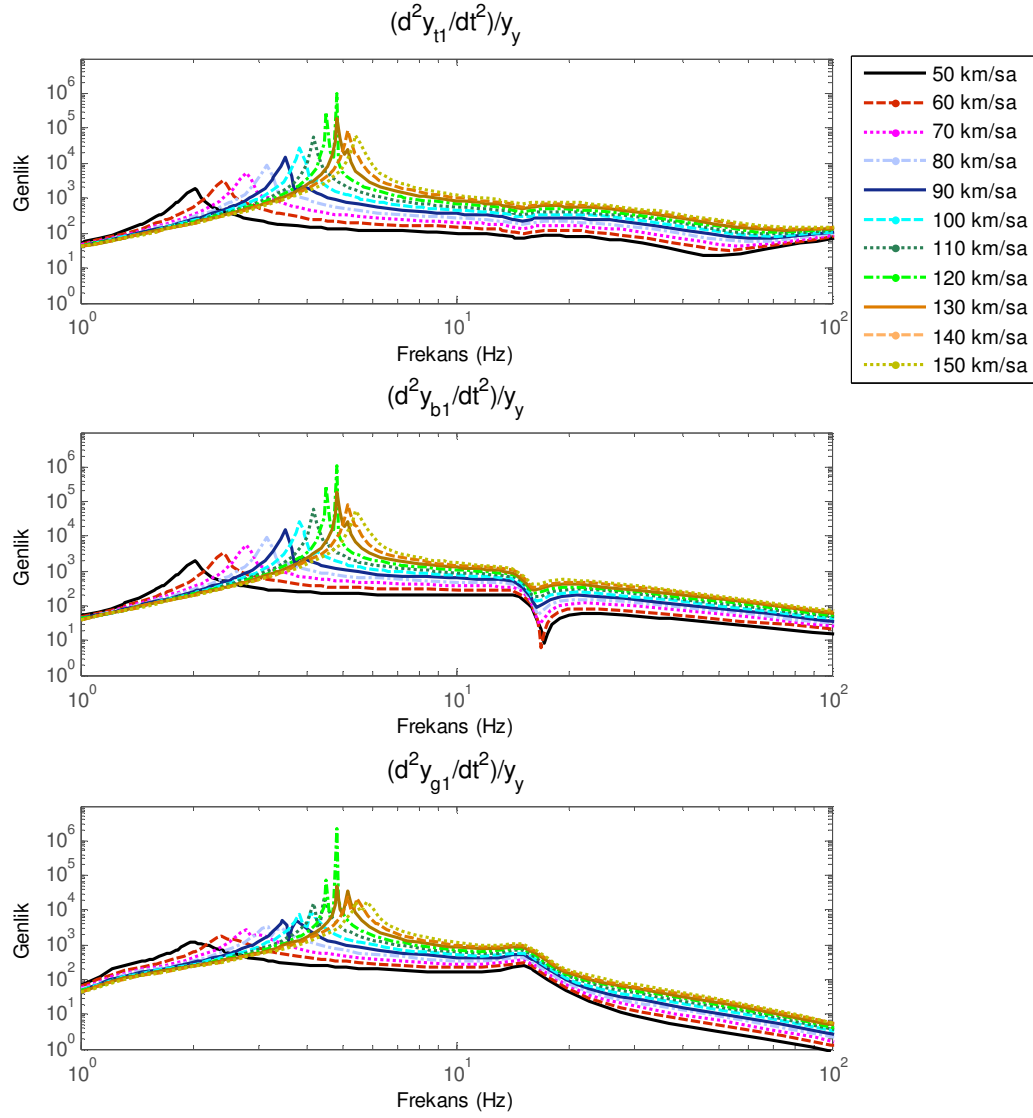 (d²y_t1/dt²)/y_y
10⁶
10⁵
10⁴
10³
10²
10¹
10⁰
Genlik
10⁰
10¹
10²
Frekans (Hz)
50 km/sa
60 km/sa
70 km/sa
80 km/sa
90 km/sa
100 km/sa
110 km/sa
120 km/sa
130 km/sa
140 km/sa
150 km/sa
(d²y_b1/dt²)/y_y
10⁶
10⁵
10⁴
10³
10²
10¹
10⁰
Genlik
10⁰
10¹
10²
Frekans (Hz)
(d²y_g1/dt²)/y_y
10⁶
10⁵
10⁴
10³
10²
10¹
10⁰
Genlik
10⁰
10¹
10²
Frekans (Hz)